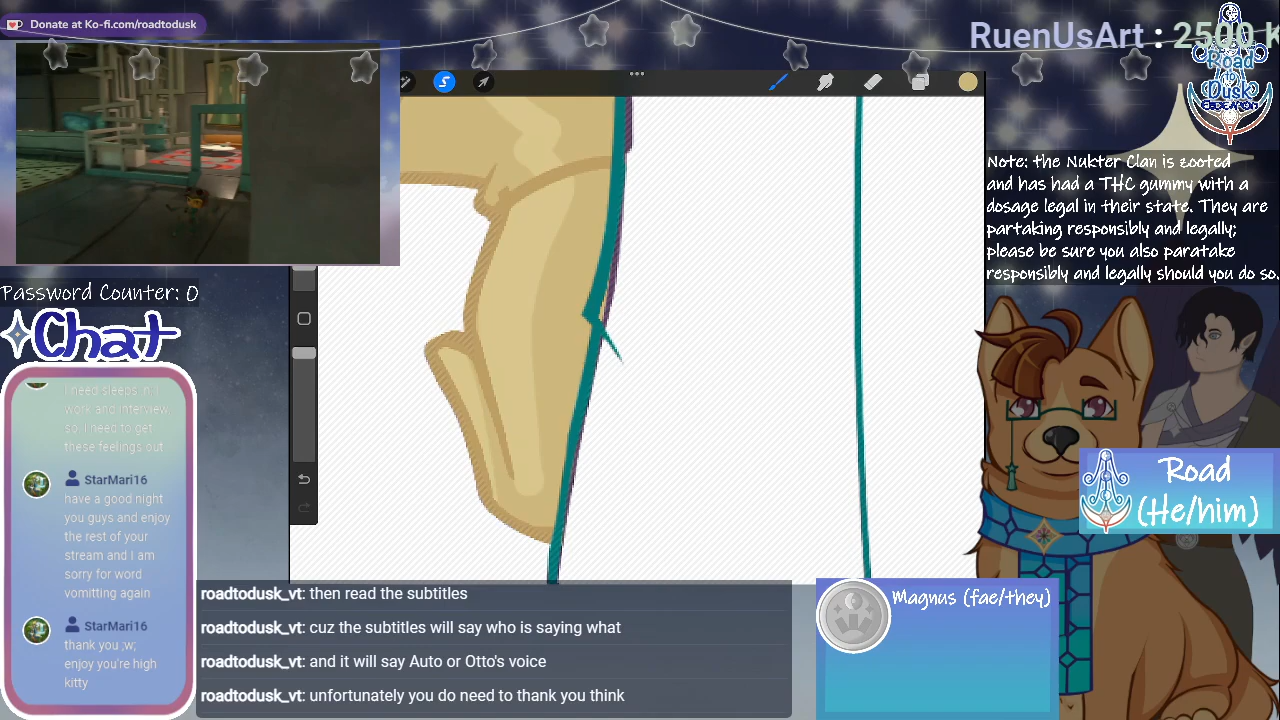 Donate at Ko-fi.com/roadtodusk
RuenUsArt : 2500 K
Road
to
Dusk
Note: the Nukter Clan is zooted
and has had a THC gummy with a
dosage legal in their state. They are
partaking responsibly and legally;
please be sure you also paratake
responsibly and legally should you do so.
Password Counter: 0
Chat
I need sleeps .n. I
work and interview
so, I need to get
these feelings out
StarMari16
have a good night
you guys and enjoy
the rest of your
stream and I am
sorry for word
vomitting again
StarMari16
thank you ;w;
enjoy you're high
kitty
roadtodusk_vt: then read the subtitles
roadtodusk_vt: cuz the subtitles will say who is saying what
roadtodusk_vt: and it will say Auto or Otto's voice
roadtodusk_vt: unfortunately you do need to thank you think
Road
(He/him)
Magnus (fae/they)